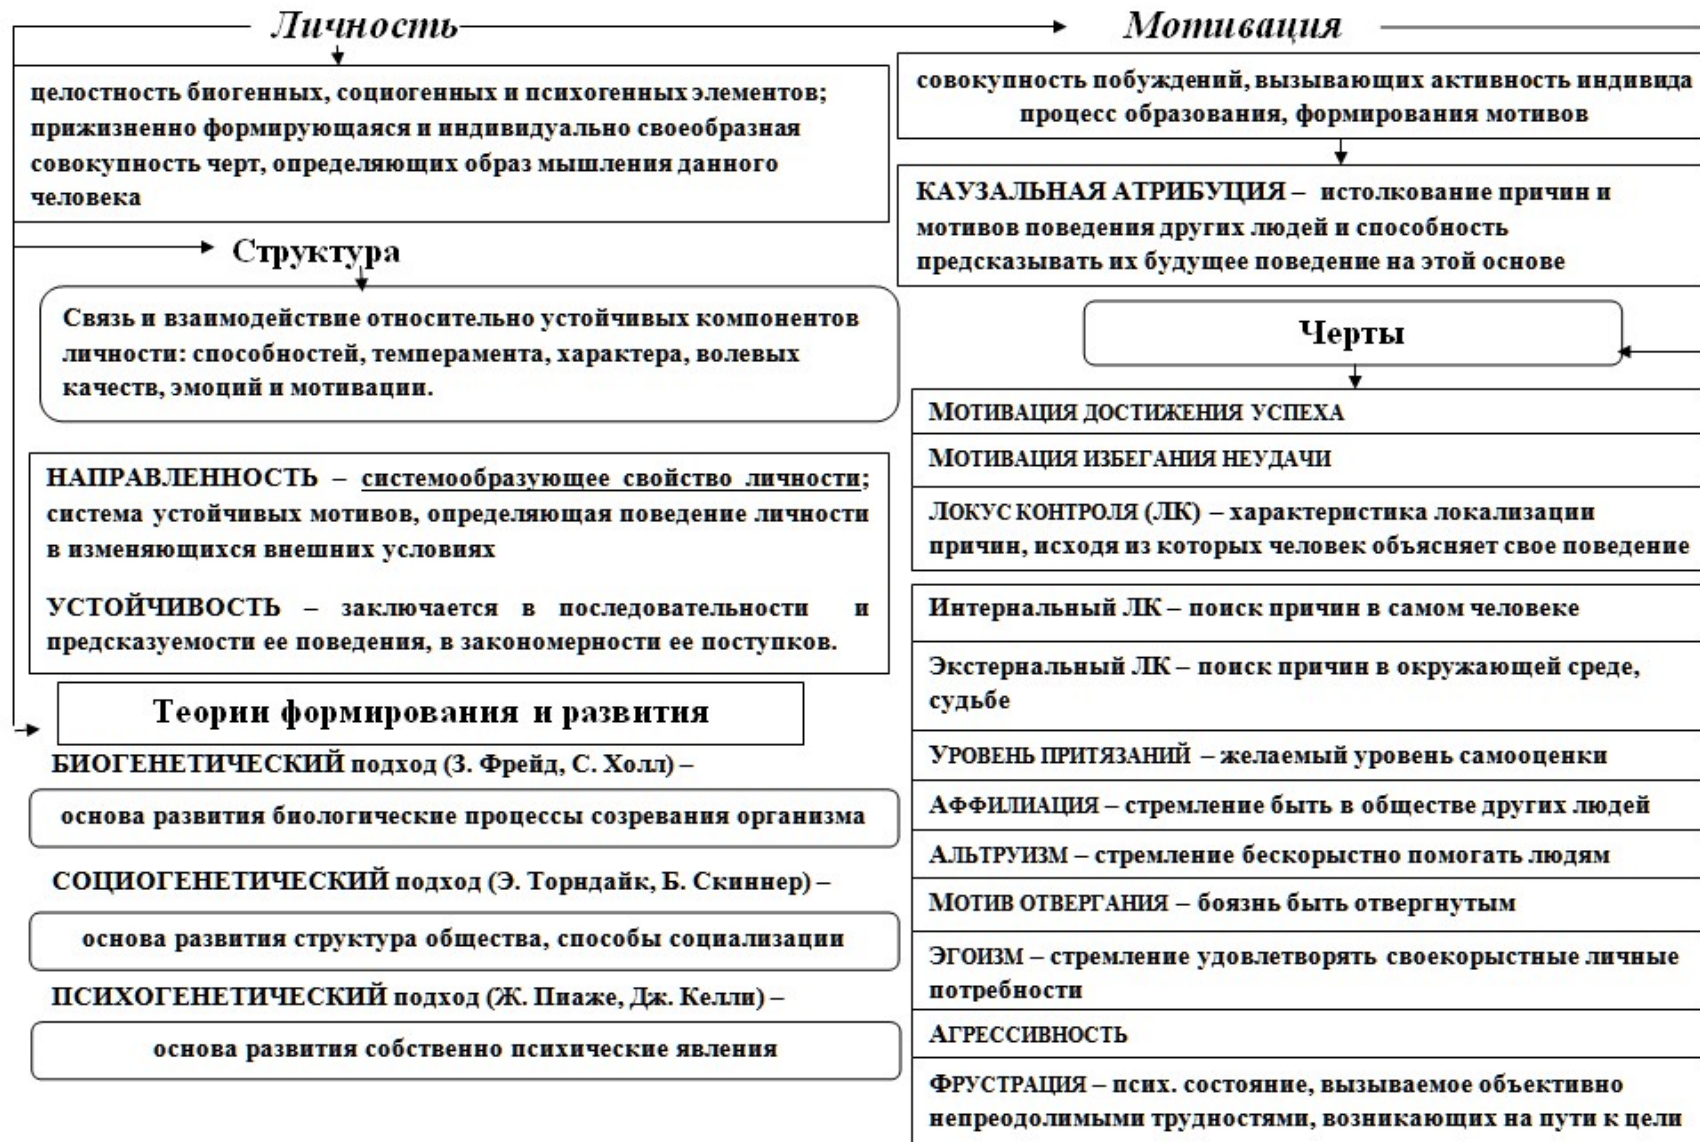 Личность
целостность биогенных, социогенных и психогенных элементов;
прижизненно формирующаяся и индивидуально своеобразная
совокупность черт, определяющих образ мышления данного
человека
Структура
Связь и взаимодействие относительно устойчивых компонентов
личности: способностей, темперамента, характера, волевых
качеств, эмоций и мотивации.
НАПРАВЛЕННОСТЬ – системообразующее свойство личности;
система устойчивых мотивов, определяющая поведение личности
в изменяющихся внешних условиях
УСТОЙЧИВОСТЬ – заключается в последовательности и
предсказуемости ее поведения, в закономерности ее поступков.
Теории формирования и развития
БИОГЕНЕТИЧЕСКИЙ подход (З. Фрейд, С. Холл) –
основа развития биологические процессы созревания организма
СОЦИОГЕНЕТИЧЕСКИЙ подход (Э. Торндайк, Б. Скиннер) –
основа развития структура общества, способы социализации
ПСИХОГЕНЕТИЧЕСКИЙ подход (Ж. Пиаже, Дж. Келли) –
основа развития собственно психические явления
Мотивация
совокупность побуждений, вызывающих активность индивида
процесс образования, формирования мотивов
КАУЗАЛЬНАЯ АТРИБУЦИЯ – истолкование причин и
мотивов поведения других людей и способность
предсказывать их будущее поведение на этой основе
Черты
МОТИВАЦИЯ ДОСТИЖЕНИЯ УСПЕХА
МОТИВАЦИЯ ИЗБЕГАНИЯ НЕУДАЧИ
ЛОКУС КОНТРОЛЯ (ЛК) – характеристика локализации
причин, исходя из которых человек объясняет свое поведение
Интернальный ЛК – поиск причин в самом человеке
Экстернальный ЛК – поиск причин в окружающей среде,
судьбе
УРОВЕНЬ ПРИТЯЗАНИЙ – желаемый уровень самооценки
АФФИЛИАЦИЯ – стремление быть в обществе других людей
АЛЬТРУИЗМ – стремление бескорыстно помогать людям
МОТИВ ОТВЕРГАНИЯ – боязнь быть отвергнутым
ЭГОИЗМ – стремление удовлетворять своекорыстные личные
потребности
АГРЕССИВНОСТЬ
ФРУСТРАЦИЯ – псих. состояние, вызываемое объективно
непреодолимыми трудностями, возникающих на пути к цели